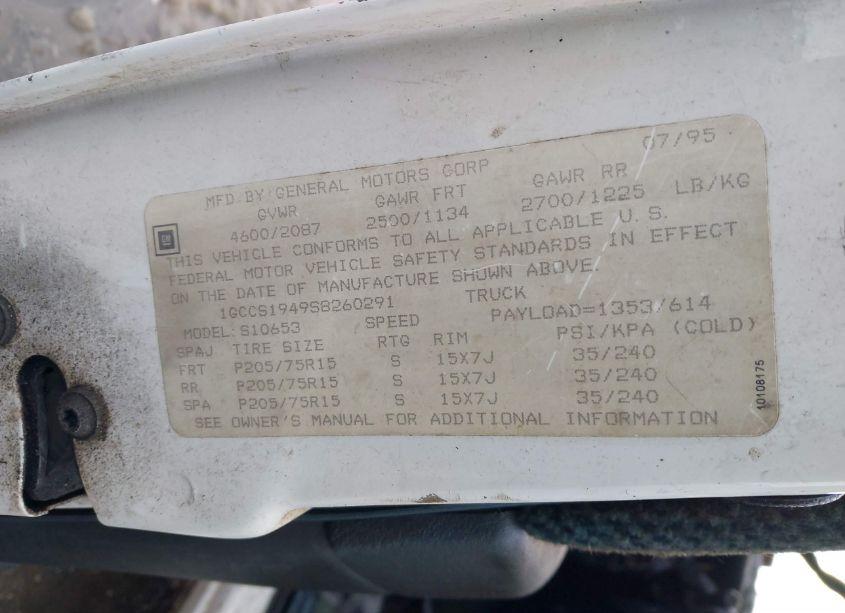 07/95
MFD BY GENERAL MOTORS CORP
GVWR GAWR FRT GAWR RR
4600/2087 2500/1134 2700/1225 LB/KG
GM
THIS VEHICLE CONFORMS TO ALL APPLICABLE U.S.
FEDERAL MOTOR VEHICLE SAFETY STANDARDS IN EFFECT
ON THE DATE OF MANUFACTURE SHOWN ABOVE.
1GCCS1949S8260291 TRUCK
MODEL: S10653 PAYLOAD=1353/614
SPEED
SPAJ TIRE SIZE RTG RIM PSI/KPA (COLD)
FRT P205/75R15 S 15X7J 35/240
RR P205/75R15 S 15X7J 35/240
SPA P205/75R15 S 15X7J 35/240
SEE OWNER'S MANUAL FOR ADDITIONAL INFORMATION
10108175